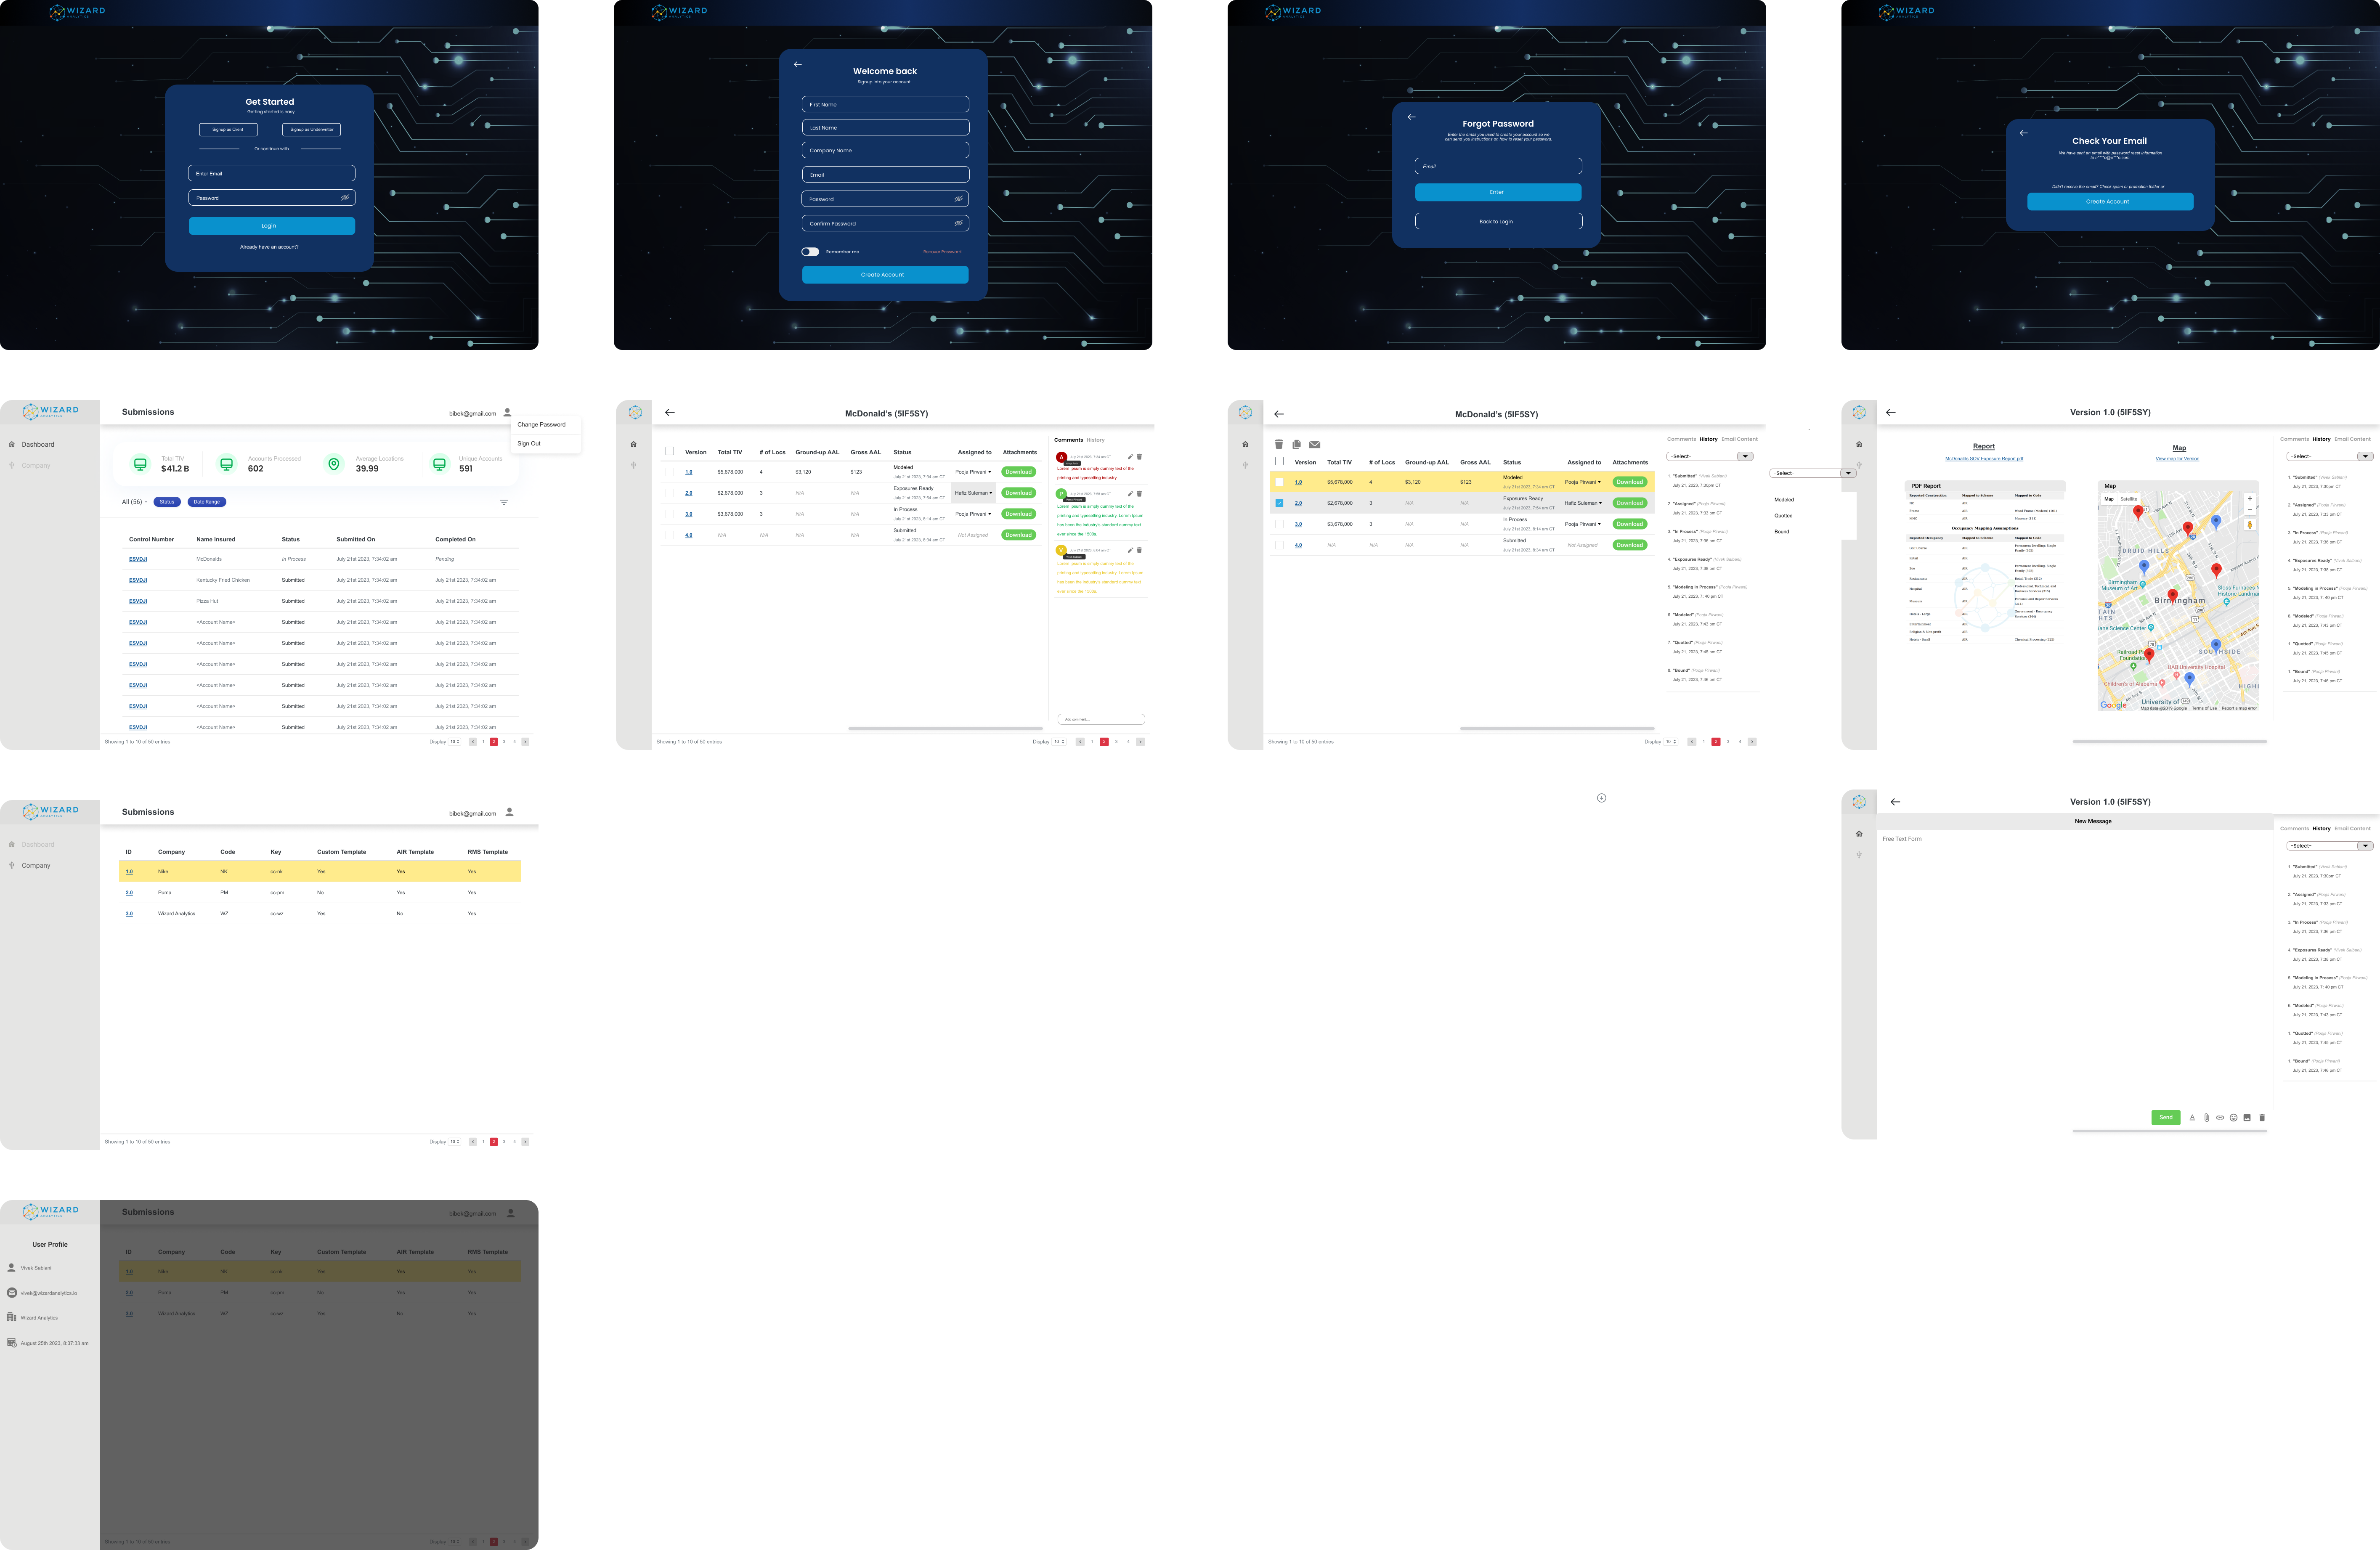 WIZARD
ANALYTICS
Get Started
Getting started is easy
Signup as Client
Signup as Underwriter
Or continue with
Enter Email
Password
Login
Already have an account?
WIZARD
ANALYTICS
Welcome back
Signup into your account
First Name
Last Name
Company Name
Email
Password
Confirm Password
Remember me
Recover Password
Create Account
WIZARD
ANALYTICS
Forgot Password
Enter the email you used to create your account so we
can send you instructions on how to reset your password.
Email
Enter
Back to Login
WIZARD
ANALYTICS
Check Your Email
We have sent an email with password reset information
Didn't receive the email? Check spam or promotion folder or
Create Account
WIZARD
ANALYTICS
Submissions
bibek@gmail.com
Change Password
Sign Out
Dashboard
Company
Total TIV
$41.2 B
Accounts Processed
602
Average Locations
39.99
Unique Accounts
591
All (56)
Status
Date Range
Control Number Name Insured Status Submitted On Completed On
ESVDJI McDonalds In Process July 21st 2023, 7:34:02 am Pending
ESVDJI Kentucky Fried Chicken Submitted July 21st 2023, 7:34:02 am July 21st 2023, 7:34:02 am
ESVDJI Pizza Hut Submitted July 21st 2023, 7:34:02 am July 21st 2023, 7:34:02 am
ESVDJI <Account Name> Submitted July 21st 2023, 7:34:02 am July 21st 2023, 7:34:02 am
ESVDJI <Account Name> Submitted July 21st 2023, 7:34:02 am July 21st 2023, 7:34:02 am
ESVDJI <Account Name> Submitted July 21st 2023, 7:34:02 am July 21st 2023, 7:34:02 am
ESVDJI <Account Name> Submitted July 21st 2023, 7:34:02 am July 21st 2023, 7:34:02 am
ESVDJI <Account Name> Submitted July 21st 2023, 7:34:02 am July 21st 2023, 7:34:02 am
ESVDJI <Account Name> Submitted July 21st 2023, 7:34:02 am July 21st 2023, 7:34:02 am
Showing 1 to 10 of 50 entries
Display 10 < 1 2 3 4 >
McDonald's (5IF5SY)
Version Total TIV # of Locs Ground-up AAL Gross AAL Status Assigned to Attachments
1.0 $5,678,000 4 $3,120 $123 Modeled Pooja Pirwani Download
July 21st 2023, 7:34 am CT
2.0 $2,678,000 3 N/A N/A Exposures Ready Hafiz Suleman Download
July 21st 2023, 7:54 am CT
3.0 $3,678,000 3 N/A N/A In Process Pooja Pirwani Download
July 21st 2023, 8:14 am CT
4.0 N/A N/A N/A N/A Submitted Not Assigned Download
July 21st 2023, 8:34 am CT
Comments History
A
July 21st 2023, 7:34 am CT
Lorem Ipsum is simply dummy text of the
printing and typesetting industry.
P
Lorem Ipsum is simply dummy text of the
printing and typesetting industry. Lorem Ipsum
has been the industry's standard dummy text
ever since the 1500s.
V
Lorem Ipsum is simply dummy text of the
printing and typesetting industry. Lorem Ipsum
has been the industry's standard dummy text
ever since the 1500s.
Add comment...
Showing 1 to 10 of 50 entries
Display 10 < 1 2 3 4 >
McDonald's (5IF5SY)
Version Total TIV # of Locs Ground-up AAL Gross AAL Status Assigned to Attachments
1.0 $5,678,000 4 $3,120 $123 Modeled Pooja Pirwani Download
July 21st 2023, 7:34 am CT
2.0 $2,678,000 3 N/A N/A Exposures Ready Hafiz Suleman Download
July 21st 2023, 7:54 am CT
3.0 $3,678,000 3 N/A N/A In Process Pooja Pirwani Download
July 21st 2023, 8:14 am CT
4.0 N/A N/A N/A N/A Submitted Not Assigned Download
July 21st 2023, 8:34 am CT
Comments History Email Content
-Select-
1. "Submitted" (Vivek Sablani)
July 21, 2023, 7:30pm CT
2. "Assigned" (Pooja Pirwani)
July 21, 2023, 7:33 pm CT
3. "In Process" (Pooja Pirwani)
July 21, 2023, 7:36 pm CT
4. "Exposures Ready" (Vivek Sablani)
July 21, 2023, 7:38 pm CT
5. "Modeling in Process" (Pooja Pirwani)
July 21, 2023, 7: 40 pm CT
6. "Modeled" (Pooja Pirwani)
July 21, 2023, 7:43 pm CT
7. "Quotted" (Pooja Pirwani)
July 21, 2023, 7:45 pm CT
8. "Bound" (Pooja Pirwani)
July 21, 2023, 7:46 pm CT
Showing 1 to 10 of 50 entries
Display 10 < 1 2 3 4 >
-Select-
Modeled
Quotted
Bound
Version 1.0 (5IF5SY)
Report
McDonalds SOV Exposure Report.pdf
Map
View map for Version
PDF Report
Reported Construction Mapped to Scheme Mapped to Code
Occupancy Mapping Assumptions
Reported Occupancy Mapped to Scheme Mapped to Code
Map
Map Satellite
DRUID HILLS
Birmingham
Museum of Art
Sloss Furnaces N
Historic Landmar
Birmingham
Railroad P
Foundatio
SOUTHSIDE
UAB University Hospital
Children's of Alabama
HIGHL
University of
Google
Map data @2023 Google Terms of Use Report a map error
Comments History Email Content
-Select-
1. "Submitted" (Vivek Sablani)
July 21, 2023, 7:30pm CT
2. "Assigned" (Pooja Pirwani)
July 21, 2023, 7:33 pm CT
3. "In Process" (Pooja Pirwani)
July 21, 2023, 7:36 pm CT
4. "Exposures Ready" (Vivek Sablani)
July 21, 2023, 7:38 pm CT
5. "Modeling in Process" (Pooja Pirwani)
July 21, 2023, 7: 40 pm CT
"Modeled" (Pooja Pirwani)
July 21, 2023, 7:43 pm CT
"Quotted" (Pooja Pirwani)
July 21, 2023, 7:45 pm CT
"Bound" (Pooja Pirwani)
July 21, 2023, 7:46 pm CT
WIZARD
ANALYTICS
Submissions
bibek@gmail.com
Dashboard
Company
ID Company Code Key Custom Template AIR Template RMS Template
1.0 Nike NK cc-nk Yes Yes Yes
2.0 Puma PM cc-pm No Yes Yes
3.0 Wizard Analytics WZ cc-wz Yes No Yes
Showing 1 to 10 of 50 entries
Display 10 < 1 2 3 4 >
Version 1.0 (5IF5SY)
New Message
Free Text Form
Comments History Email Content
-Select-
1. "Submitted" (Vivek Sablani)
July 21, 2023, 7:30pm CT
2. "Assigned" (Pooja Pirwani)
July 21, 2023, 7:33 pm CT
3. "In Process" (Pooja Pirwani)
July 21, 2023, 7:36 pm CT
4. "Exposures Ready" (Vivek Sablani)
July 21, 2023, 7:38 pm CT
5. "Modeling in Process" (Pooja Pirwani)
July 21, 2023, 7: 40 pm CT
"Modeled" (Pooja Pirwani)
July 21, 2023, 7:43 pm CT
"Quotted" (Pooja Pirwani)
July 21, 2023, 7:45 pm CT
"Bound" (Pooja Pirwani)
July 21, 2023, 7:46 pm CT
Send
WIZARD
ANALYTICS
User Profile
Vivek Sablani
vivek@wizardanalytics.io
Wizard Analytics
August 25th 2023, 8:37:33 am
Submissions
bibek@gmail.com
ID Company Code Key Custom Template AIR Template RMS Template
1.0 Nike NK cc-nk Yes Yes Yes
2.0 Puma PM cc-pm No Yes Yes
3.0 Wizard Analytics WZ cc-wz Yes No Yes
Showing 1 to 10 of 50 entries
Display 10 < 1 2 3 4 >